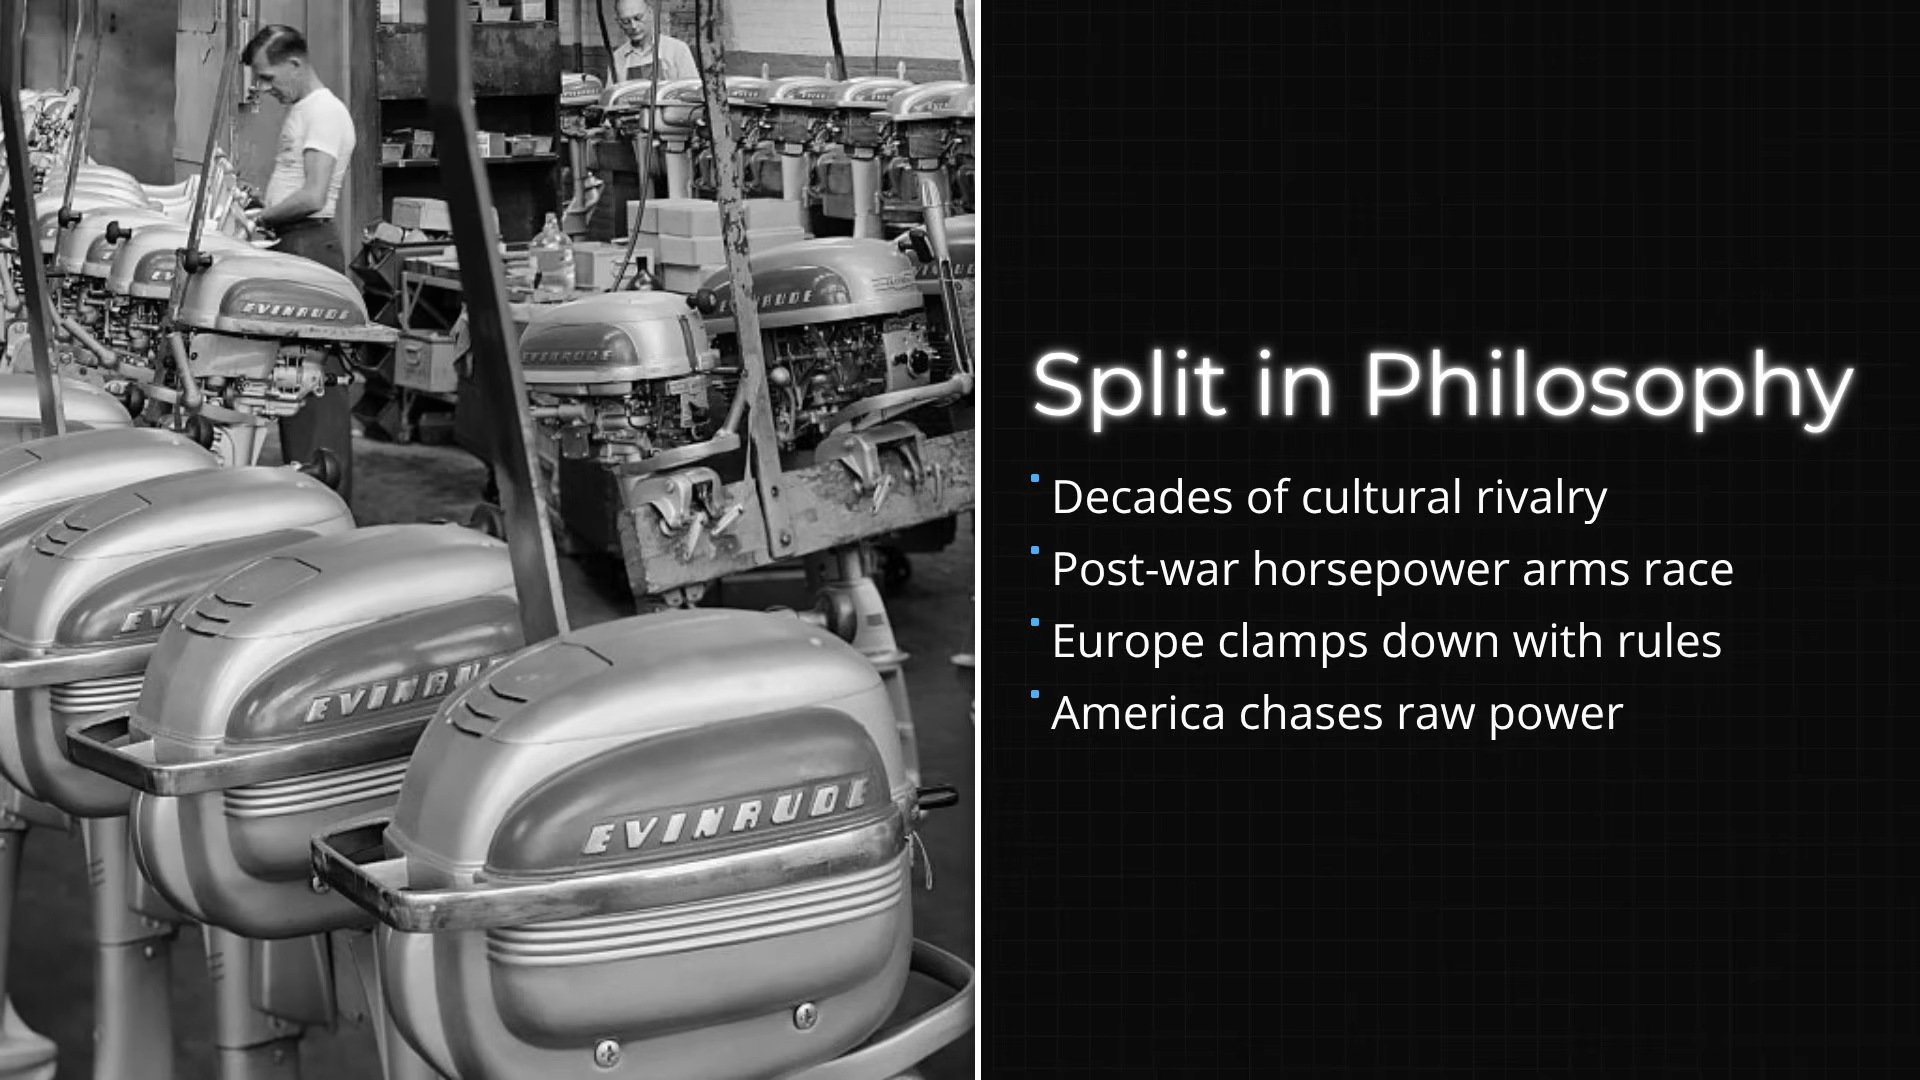 EVINRUDE
EVINRUDE
EVINRUDE
EVINRUDE
Split in Philosophy
Decades of cultural rivalry
Post-war horsepower arms race
Europe clamps down with rules
America chases raw power